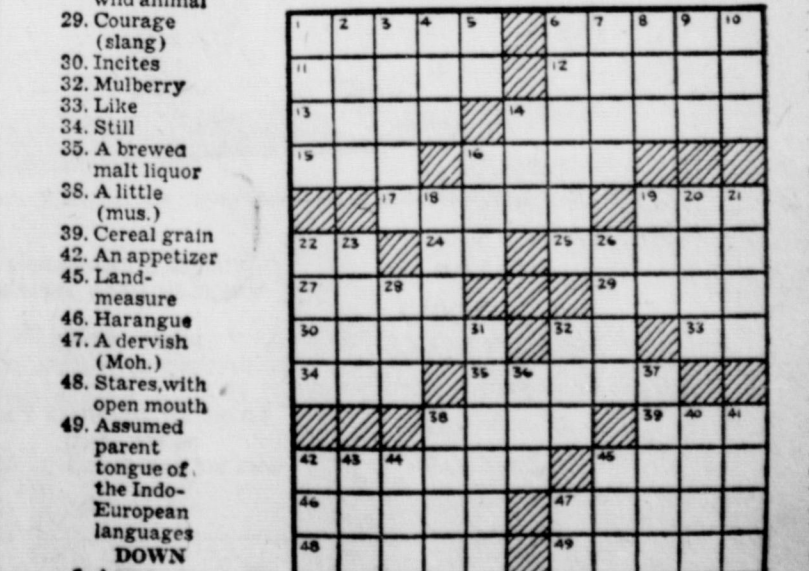 wild animal
29. Courage
(slang)
30. Incites
32. Mulberry
33. Like
34. Still
35. A brewed
malt liquor
38. A little
(mus.)
39. Cereal grain
42. An appetizer
45. Land-
measure
46. Harangue
47. A dervish
(Moh.)
48. Stares, with
open mouth
49. Assumed
parent
tongue of
the Indo-
European
languages
DOWN
1 2 3 4 5 6 7 8 9 10
11 12
13 14
15 16
17 18 19 20 21
22 23 24 25 26
27 28 29
30 31 32 33
34 35 36 37
38 39 40 41
42 43 44 45
46 47
48 49